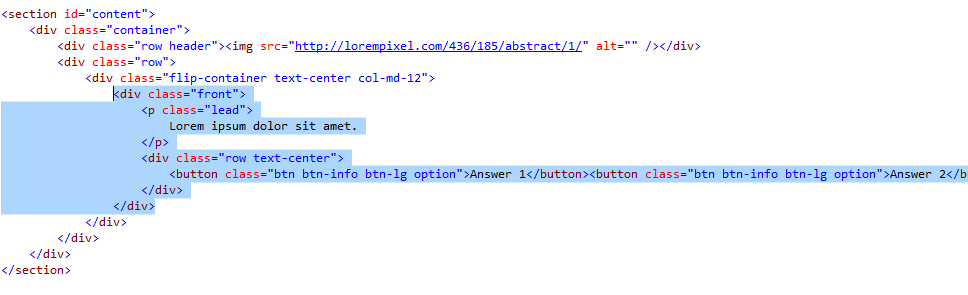 <section id="content">
<div class="container">
<div class="row header"><img src="http://lorempixel.com/436/185/abstract/1/" alt="" /></div>
<div class="row">
<div class="flip-container text-center col-md-12">
<div class="front">
<p class="lead">
Lorem ipsum dolor sit amet.
</p>
<div class="row text-center">
<button class="btn btn-info btn-lg option">Answer 1</button><button class="btn btn-info btn-lg option">Answer 2</b
</div>
</div>
</div>
</div>
</div>
</section>